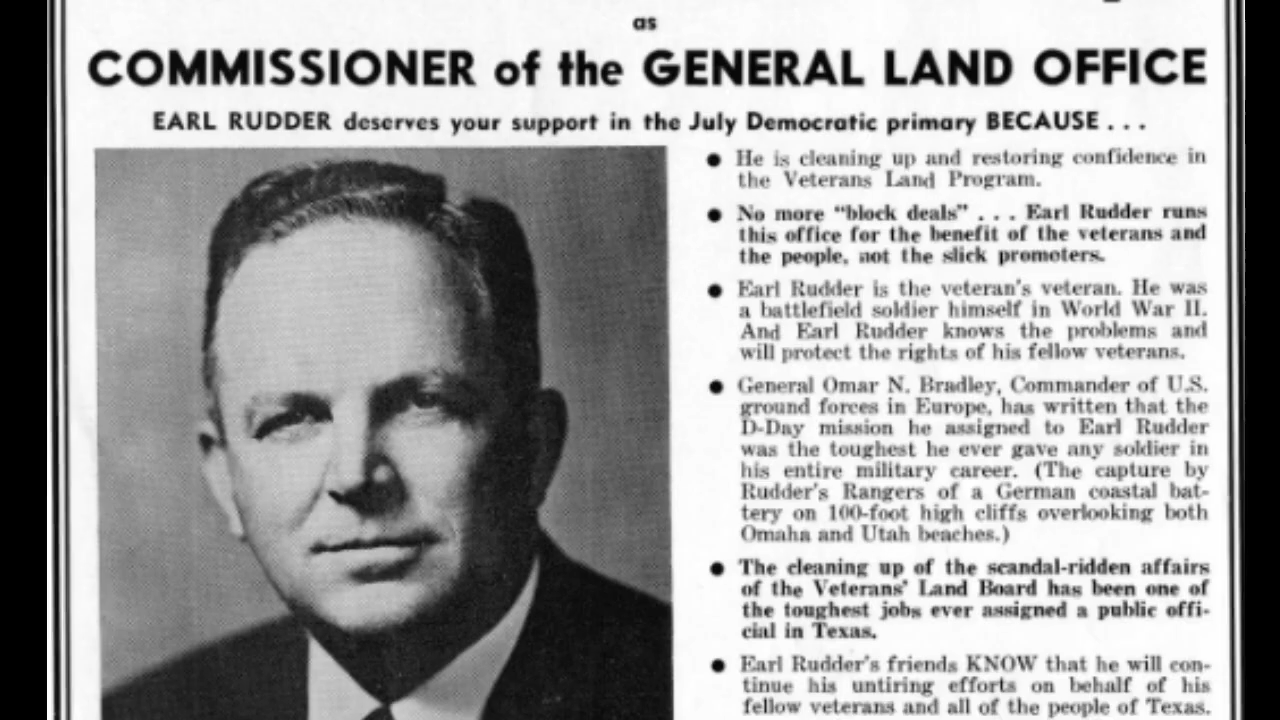 as
COMMISSIONER of the GENERAL LAND OFFICE
EARL RUDDER deserves your support in the July Democratic primary BECAUSE . . .
● He is cleaning up and restoring confidence in
the Veterans Land Program.
● No more “block deals” . . . Earl Rudder runs
this office for the benefit of the veterans and
the people, not the slick promoters.
● Earl Rudder is the veteran’s veteran. He was
a battlefield soldier himself in World War II.
And Earl Rudder knows the problems and
will protect the rights of his fellow veterans.
● General Omar N. Bradley, Commander of U.S.
ground forces in Europe, has written that the
D-Day mission he assigned to Earl Rudder
was the toughest he ever gave any soldier in
his entire military career. (The capture by
Rudder’s Rangers of a German coastal bat-
tery on 100-foot high cliffs overlooking both
Omaha and Utah beaches.)
● The cleaning up of the scandal-ridden affairs
of the Veterans’ Land Board has been one of
the toughest jobs ever assigned a public offi-
cial in Texas.
● Earl Rudder’s friends KNOW that he will con-
tinue his untiring efforts on behalf of his
fellow veterans and all of the people of Texas.